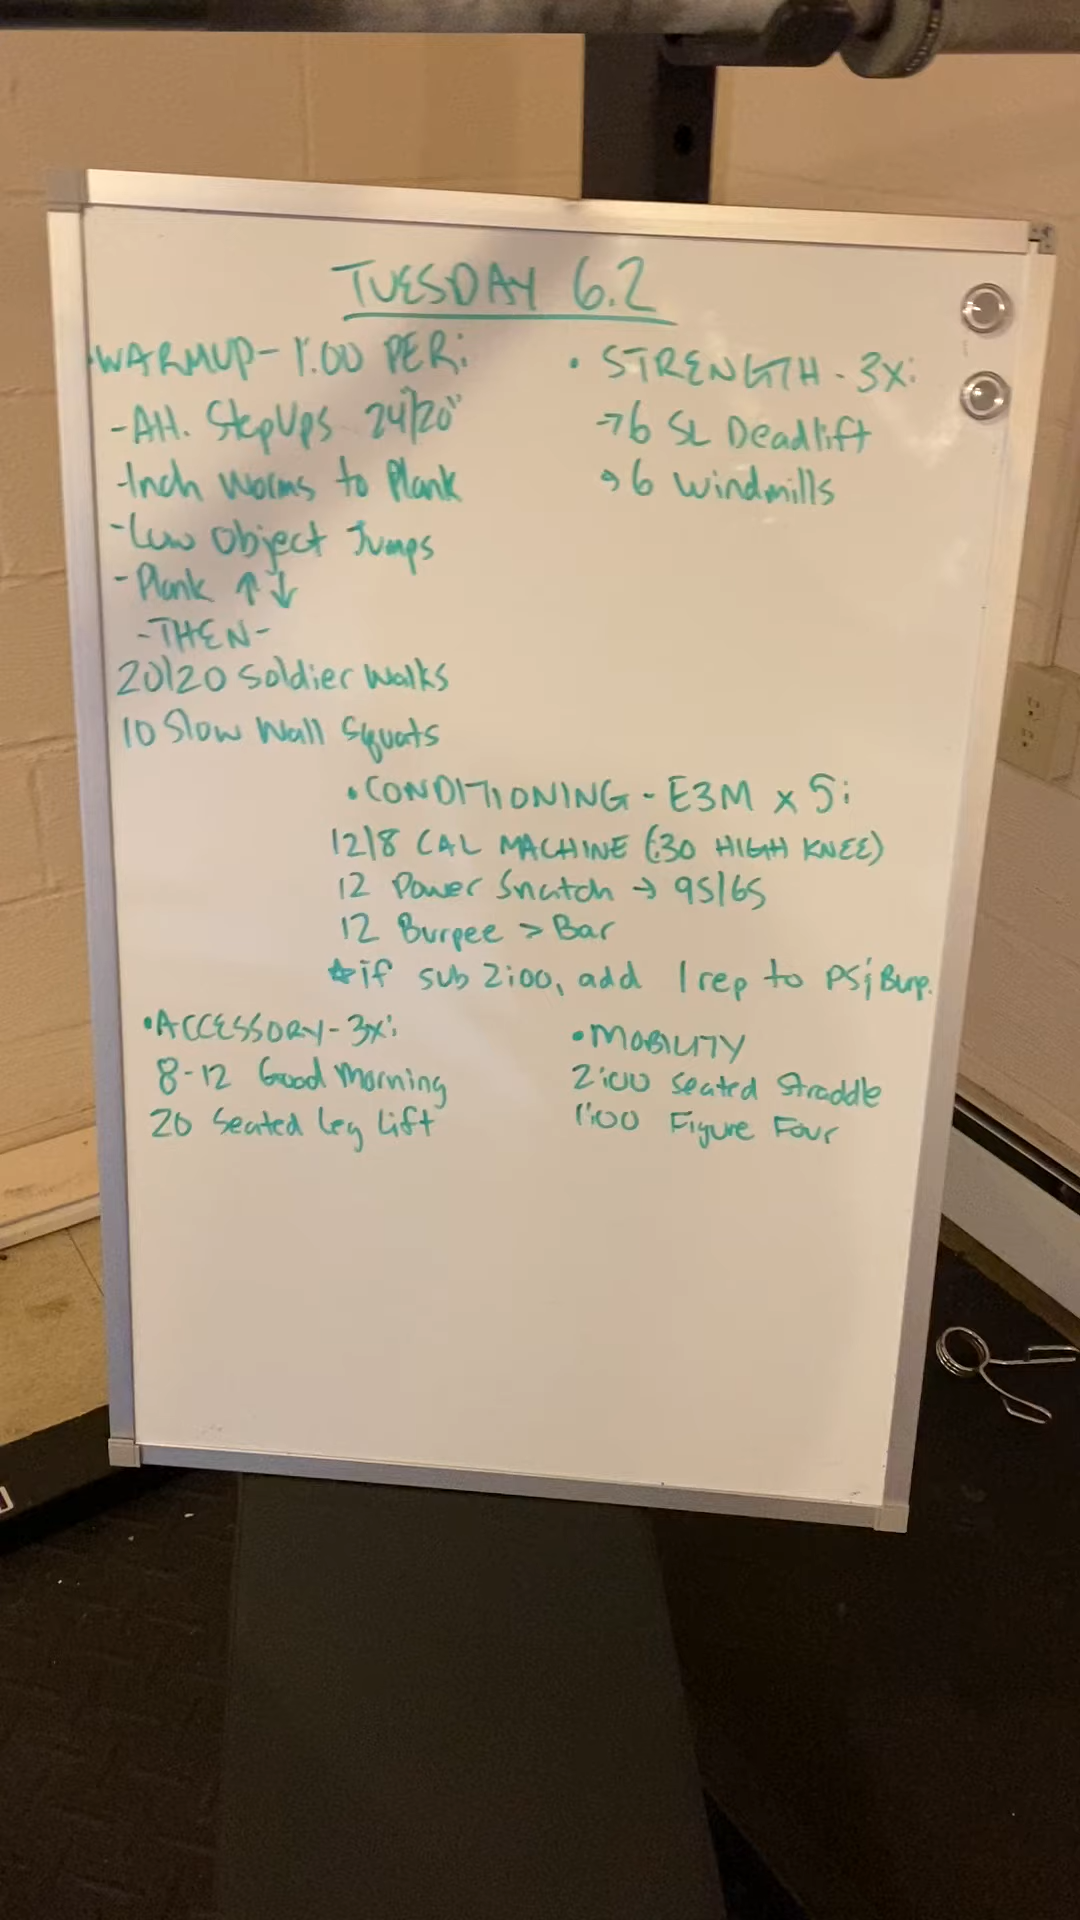 TUESDAY 6.2
•WARMUP- 1:00 PER:
-Alt. StepUps 24/20"
-Inch Worms to Plank
-Low Object Jumps
-Plank ↑↓
-THEN-
20/20 Soldier Walks
10 Slow Wall Squats
• STRENGTH - 3x:
→6 SL Deadlift
→6 Windmills
•CONDITIONING - E3M x 5:
12/8 CAL MACHINE (:30 HIGH KNEE)
12 Power Snatch → 95/65
12 Burpee > Bar
☆if sub 2:00, add 1 rep to PS; Burp.
•ACCESSORY- 3x:
8-12 Good Morning
20 Seated Leg Lift
•MOBILITY
2:00 Seated Straddle
1:00 Figure Four